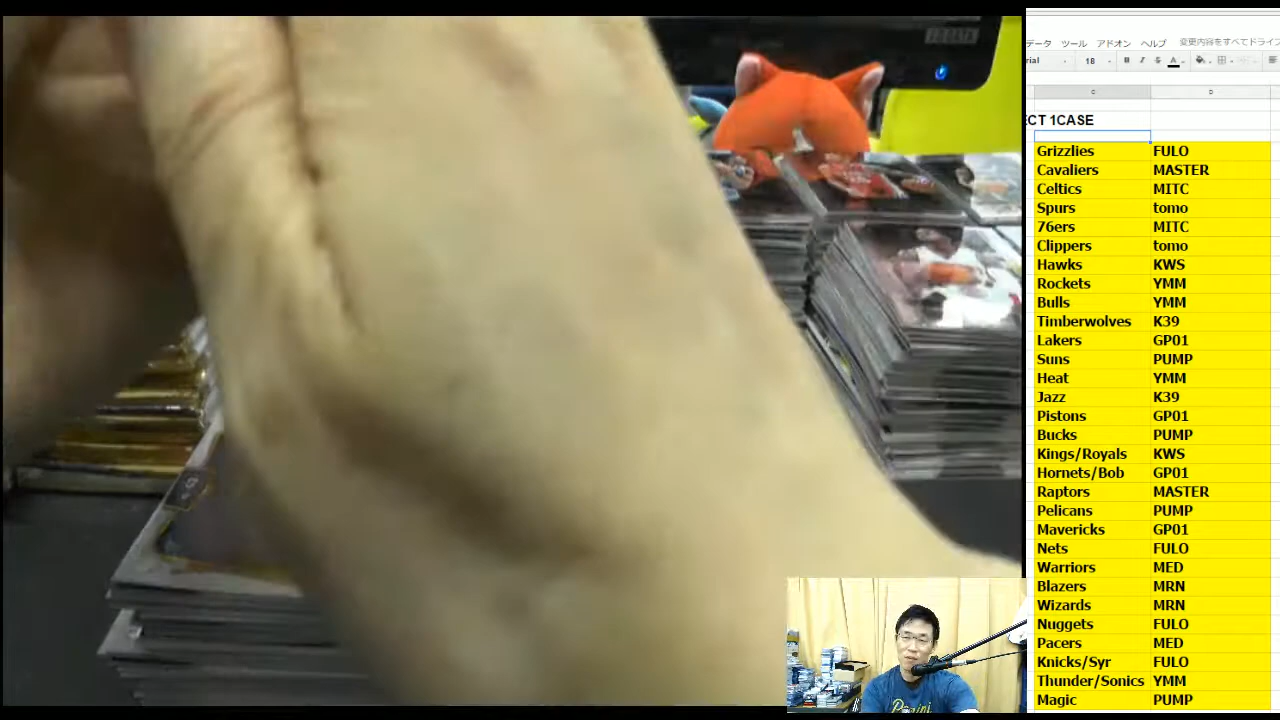 I-O DATA
データ ツール アドオン ヘルプ 変更内容をすべてドライ
rial 18 B I S A
C D
ECT 1CASE
Grizzlies FULO
Cavaliers MASTER
Celtics MITC
Spurs tomo
76ers MITC
Clippers tomo
Hawks KWS
Rockets YMM
Bulls YMM
Timberwolves K39
Lakers GP01
Suns PUMP
Heat YMM
Jazz K39
Pistons GP01
Bucks PUMP
Kings/Royals KWS
Hornets/Bob GP01
Raptors MASTER
Pelicans PUMP
Mavericks GP01
Nets FULO
Warriors MED
Blazers MRN
Wizards MRN
Nuggets FULO
Pacers MED
Knicks/Syr FULO
Thunder/Sonics YMM
Magic PUMP
Panini